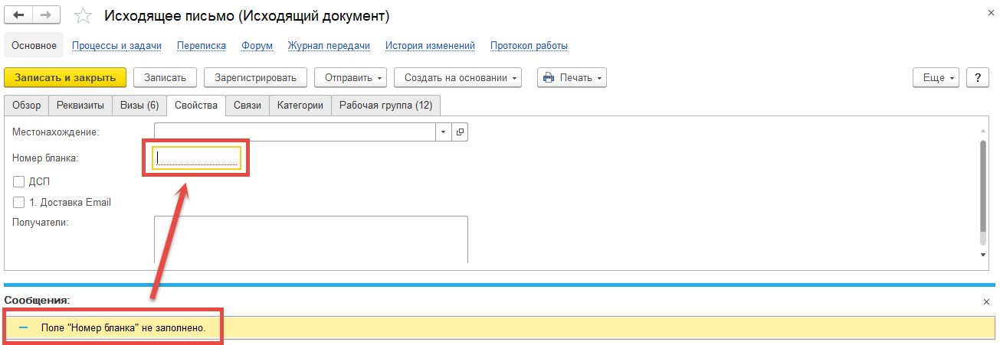 Исходящее письмо (Исходящий документ)
Основное Процессы и задачи Переписка Форум Журнал передачи История изменений Протокол работы
Записать и закрыть Записать Зарегистрировать Отправить Создать на основании Печать Еще ?
Обзор Реквизиты Визы (6) Свойства Связи Категории Рабочая группа (12)
Местонахождение:
Номер бланка:
ДСП
1. Доставка Email
Получатели:
Сообщения:
Поле "Номер бланка" не заполнено.